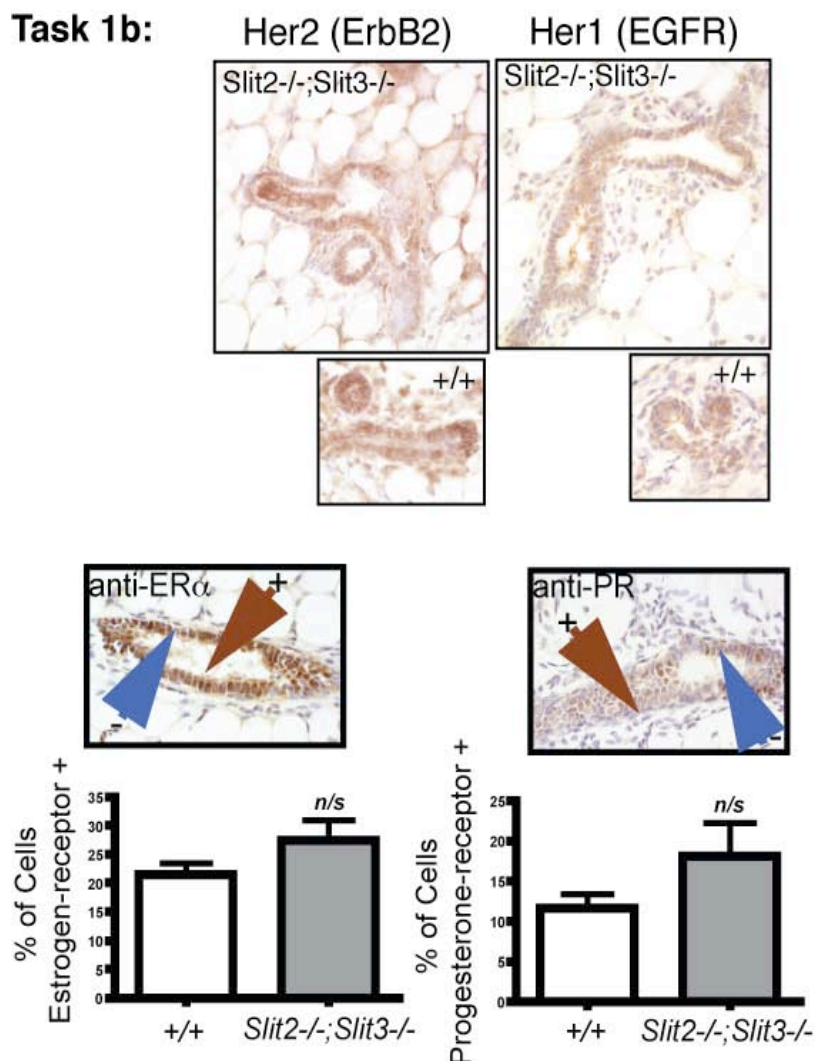 Task 1b:
Her2 (ErbB2)
Her1 (EGFR)
Slit2-/-;Slit3-/-
Slit2-/-;Slit3-/-
+/+
+/+
anti-ERα
+
-
anti-PR
+
-
% of Cells
Estrogen-receptor +
35
30
25
20
15
10
5
0
n/s
+/+
Slit2-/-;Slit3-/-
% of Cells
Progesterone-receptor +
25
20
15
10
5
0
n/s
+/+
Slit2-/-;Slit3-/-